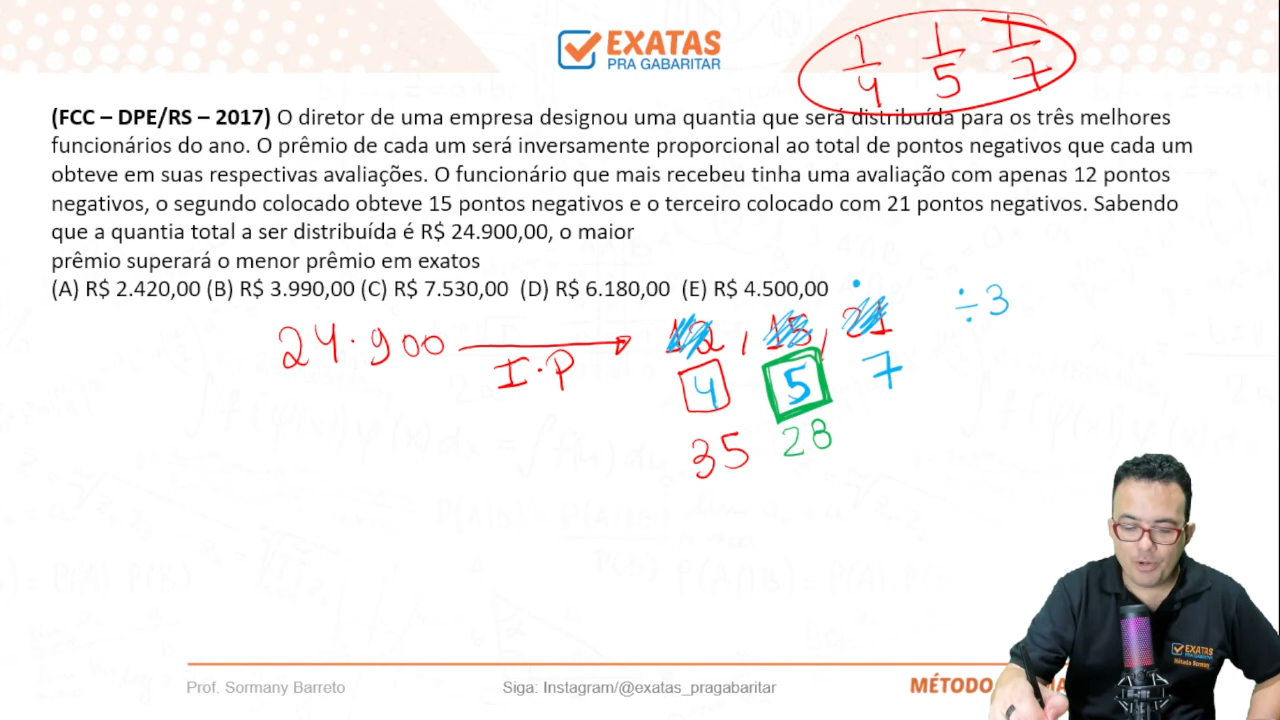 EXATAS
PRA GABARITAR
1/4 1/5 1/7
(FCC – DPE/RS – 2017) O diretor de uma empresa designou uma quantia que será distribuída para os três melhores
funcionários do ano. O prêmio de cada um será inversamente proporcional ao total de pontos negativos que cada um
obteve em suas respectivas avaliações. O funcionário que mais recebeu tinha uma avaliação com apenas 12 pontos
negativos, o segundo colocado obteve 15 pontos negativos e o terceiro colocado com 21 pontos negativos. Sabendo
que a quantia total a ser distribuída é R$ 24.900,00, o maior
prêmio superará o menor prêmio em exatos
(A) R$ 2.420,00 (B) R$ 3.990,00 (C) R$ 7.530,00 (D) R$ 6.180,00 (E) R$ 4.500,00
24.900 12, 15, 21 ÷3
I.P 4 5 7
35 28
EXATAS
PRA GABARITAR
Método Sormany
Prof. Sormany Barreto Siga: Instagram/@exatas_pragabaritar MÉTODO